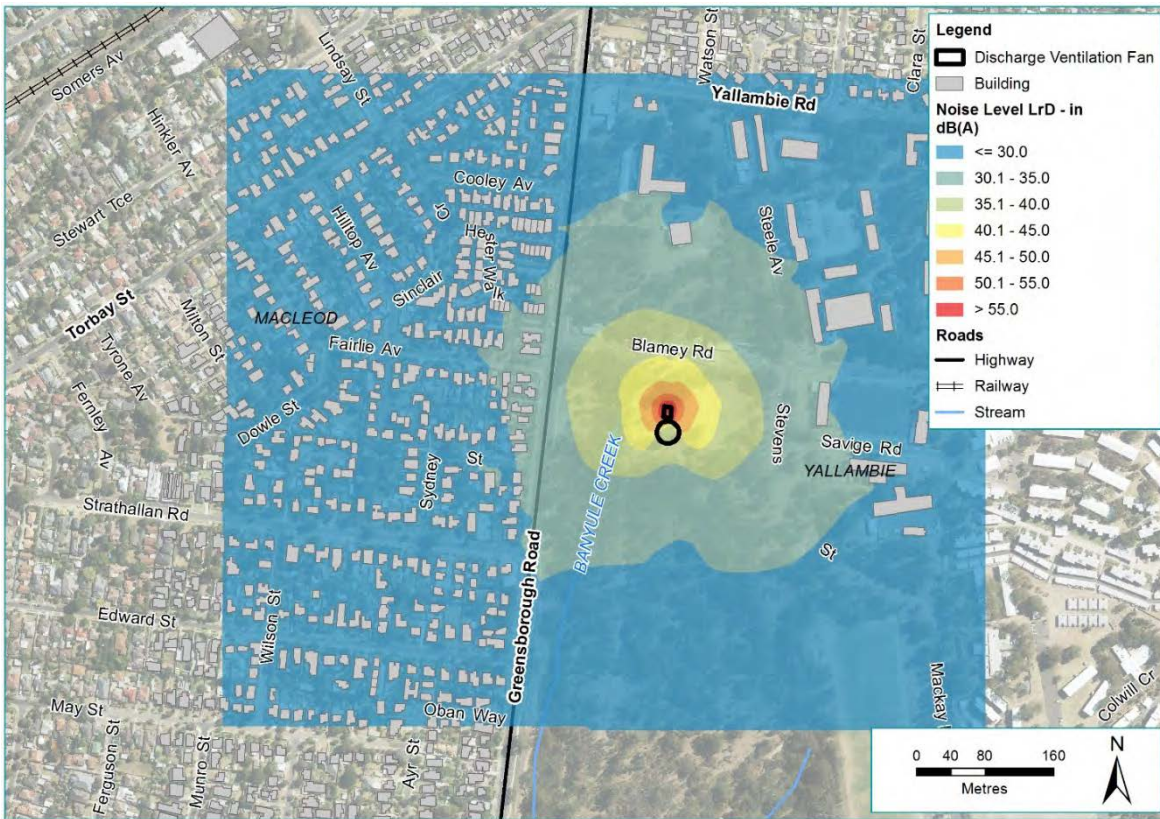 Somers Av
Lindsay St
Watson St
Clara St
Hinkler Av
Yallambie Rd
Stewart Tce
Cooley Av
Hilltop Av
Cr
Hester Walk
Sinclair
Steele Av
Torbay St
Milton St
MACLEOD
Fairlie Av
Blamey Rd
Tyrone Av
Fernley Av
Dowle St
Stevens
Savige Rd
YALLAMBIE
Sydney
St
Strathallan Rd
BANYULE CREEK
St
Greensborough Road
Edward St
Wilson St
May St
Oban Way
Mackay
Colwill Cr
Ferguson St
Munro St
Ayr St
Legend
Discharge Ventilation Fan
Building
Noise Level LrD - in
dB(A)
<= 30.0
30.1 - 35.0
35.1 - 40.0
40.1 - 45.0
45.1 - 50.0
50.1 - 55.0
> 55.0
Roads
Highway
Railway
Stream
0 40 80 160
Metres
N